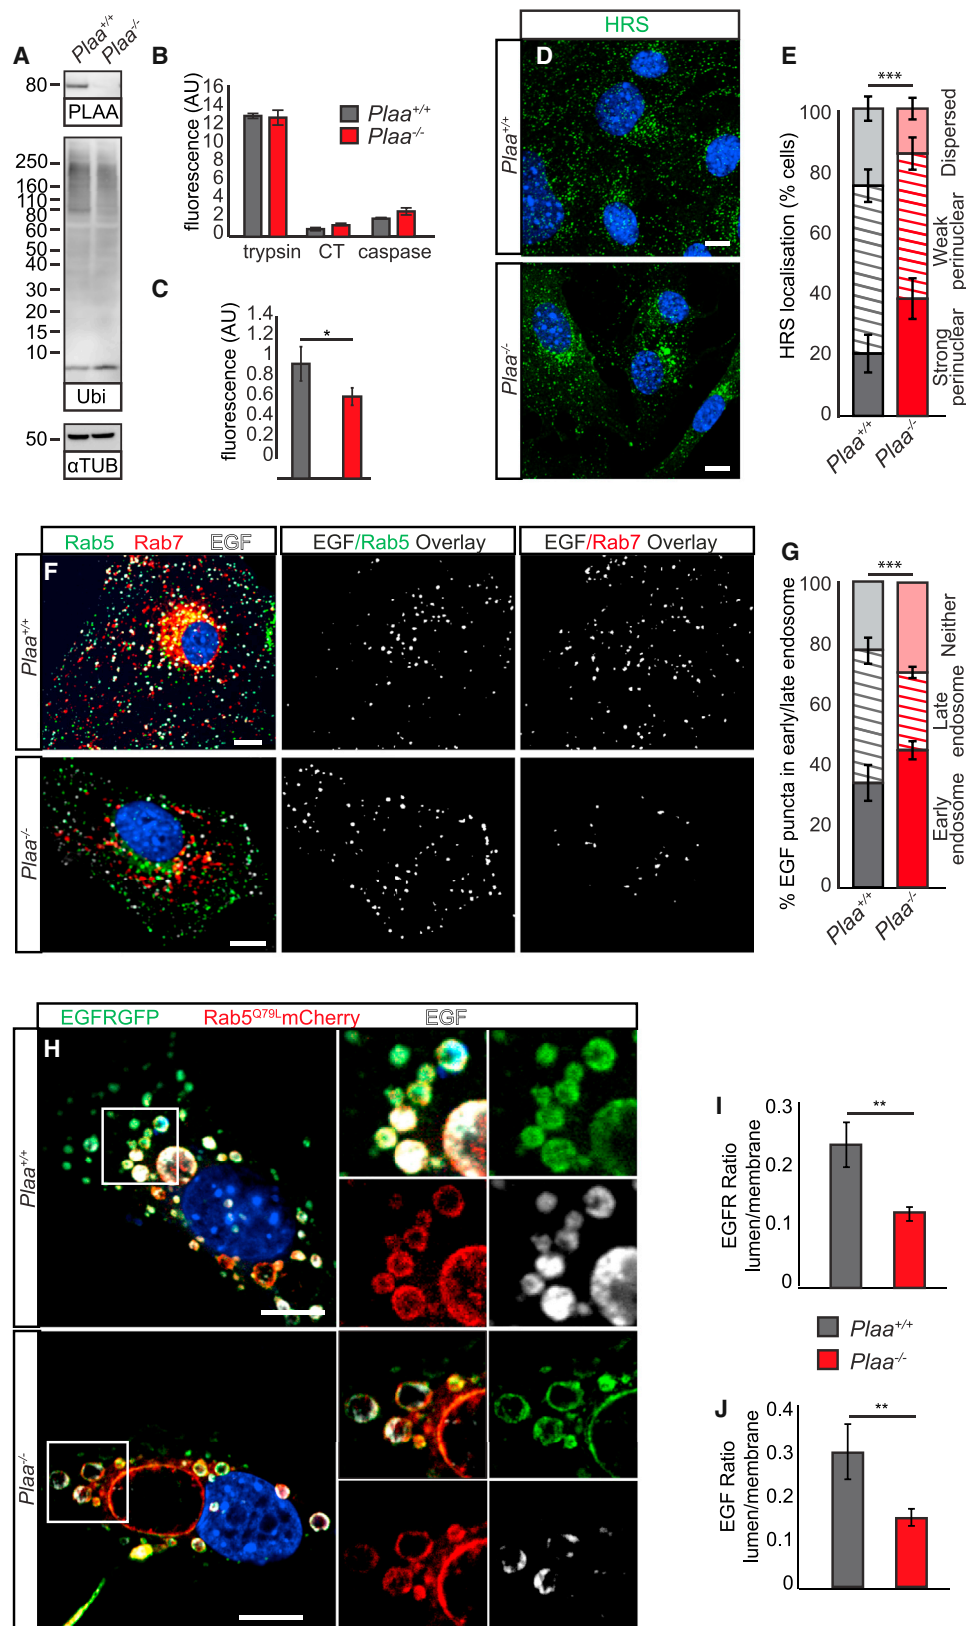 A
Plaa+/+
Plaa-/-
80
PLAA
250
160
110
80
60
50
40
30
20
15
10
Ubi
50
αTUB
B
fluorescence (AU)
16
14
12
10
8
6
4
2
0
Plaa+/+
Plaa-/-
trypsin CT caspase
C
fluorescence (AU)
1.4
1.2
1
0.8
0.6
0.4
0.2
0
*
HRS
D
Plaa+/+
Plaa-/-
E
HRS localisation (% cells)
100
80
60
40
20
0
***
Dispersed
Weak perinuclear
Strong perinuclear
Plaa+/+
Plaa-/-
Rab5 Rab7 EGF
EGF/Rab5 Overlay
EGF/Rab7 Overlay
F
Plaa+/+
Plaa-/-
G
% EGF puncta in early/late endosome
100
80
60
40
20
0
***
Neither
Late endosome
Early endosome
Plaa+/+
Plaa-/-
EGFRGFP Rab5Q79LmCherry EGF
H
Plaa+/+
Plaa-/-
I
EGFR Ratio
lumen/membrane
0.3
0.2
0.1
0
**
Plaa+/+
Plaa-/-
J
EGF Ratio
lumen/membrane
0.4
0.3
0.2
0.1
0
**